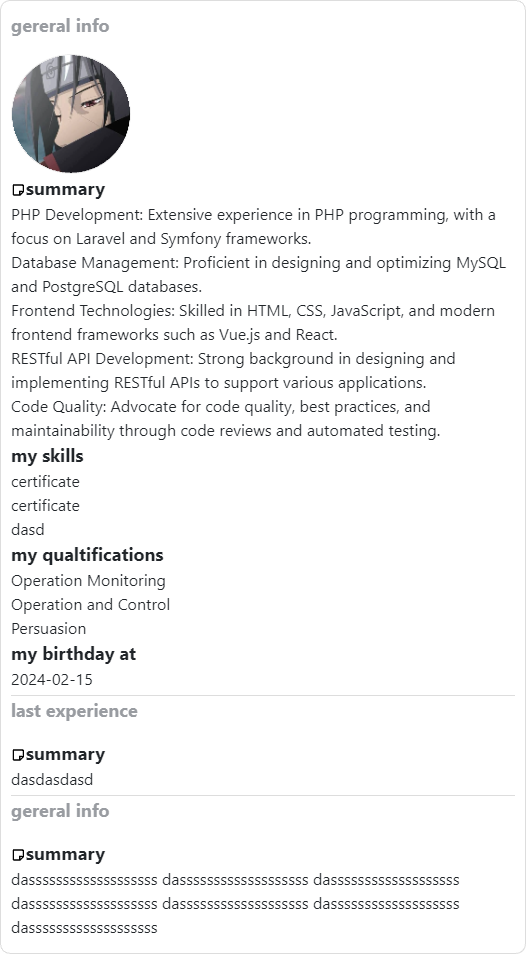 gereral info
summary
PHP Development: Extensive experience in PHP programming, with a
focus on Laravel and Symfony frameworks.
Database Management: Proficient in designing and optimizing MySQL
and PostgreSQL databases.
Frontend Technologies: Skilled in HTML, CSS, JavaScript, and modern
frontend frameworks such as Vue.js and React.
RESTful API Development: Strong background in designing and
implementing RESTful APIs to support various applications.
Code Quality: Advocate for code quality, best practices, and
maintainability through code reviews and automated testing.
my skills
certificate
certificate
dasd
my qualtifications
Operation Monitoring
Operation and Control
Persuasion
my birthday at
2024-02-15
last experience
summary
dasdasdasd
gereral info
summary
dasssssssssssssssssss dasssssssssssssssssss dasssssssssssssssssss
dasssssssssssssssssss dasssssssssssssssssss dasssssssssssssssssss
dasssssssssssssssssss